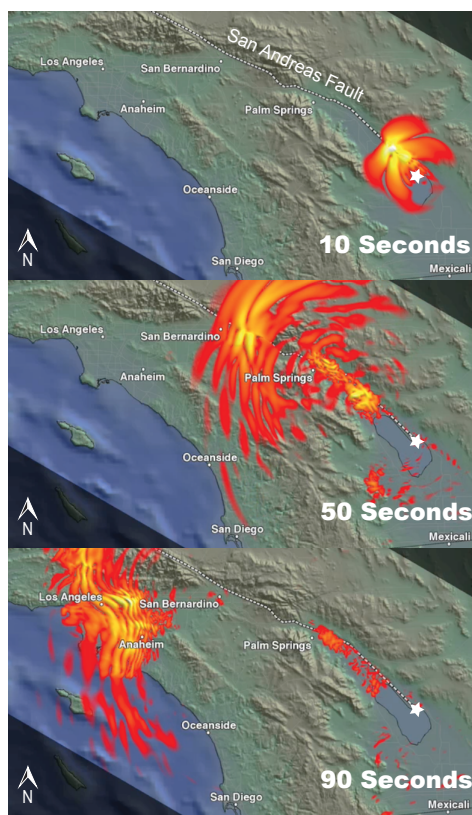 San Andreas Fault
Los Angeles
San Bernardino
Anaheim
Palm Springs
Oceanside
N
San Diego
10 Seconds
Mexicali
Los Angeles
San Bernardino
Anaheim
Palm Springs
Oceanside
N
San Diego
50 Seconds
Mexicali
Los Angeles
San Bernardino
Anaheim
Palm Springs
Oceanside
N
San Diego
90 Seconds
Mexicali